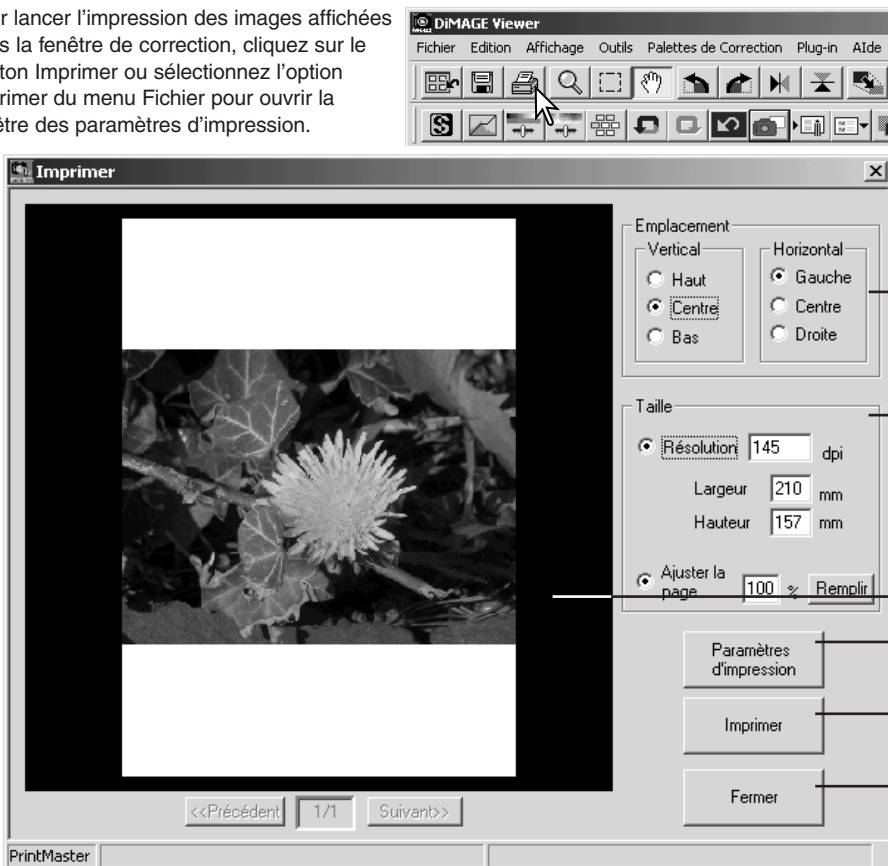 r lancer l'impression des images affichées
s la fenêtre de correction, cliquez sur le
ton Imprimer ou sélectionnez l'option
rimer du menu Fichier pour ouvrir la
être des paramètres d'impression.
DiMAGE Viewer
Fichier Edition Affichage Outils Palettes de Correction Plug-in AIde
Imprimer
Emplacement
Vertical
Haut
Centre
Bas
Horizontal
Gauche
Centre
Droite
Taille
Résolution 145 dpi
Largeur 210 mm
Hauteur 157 mm
Ajuster la
page 100 % Remplir
Paramètres
d'impression
Imprimer
Fermer
<<Précédent 1/1 Suivant>>
PrintMaster